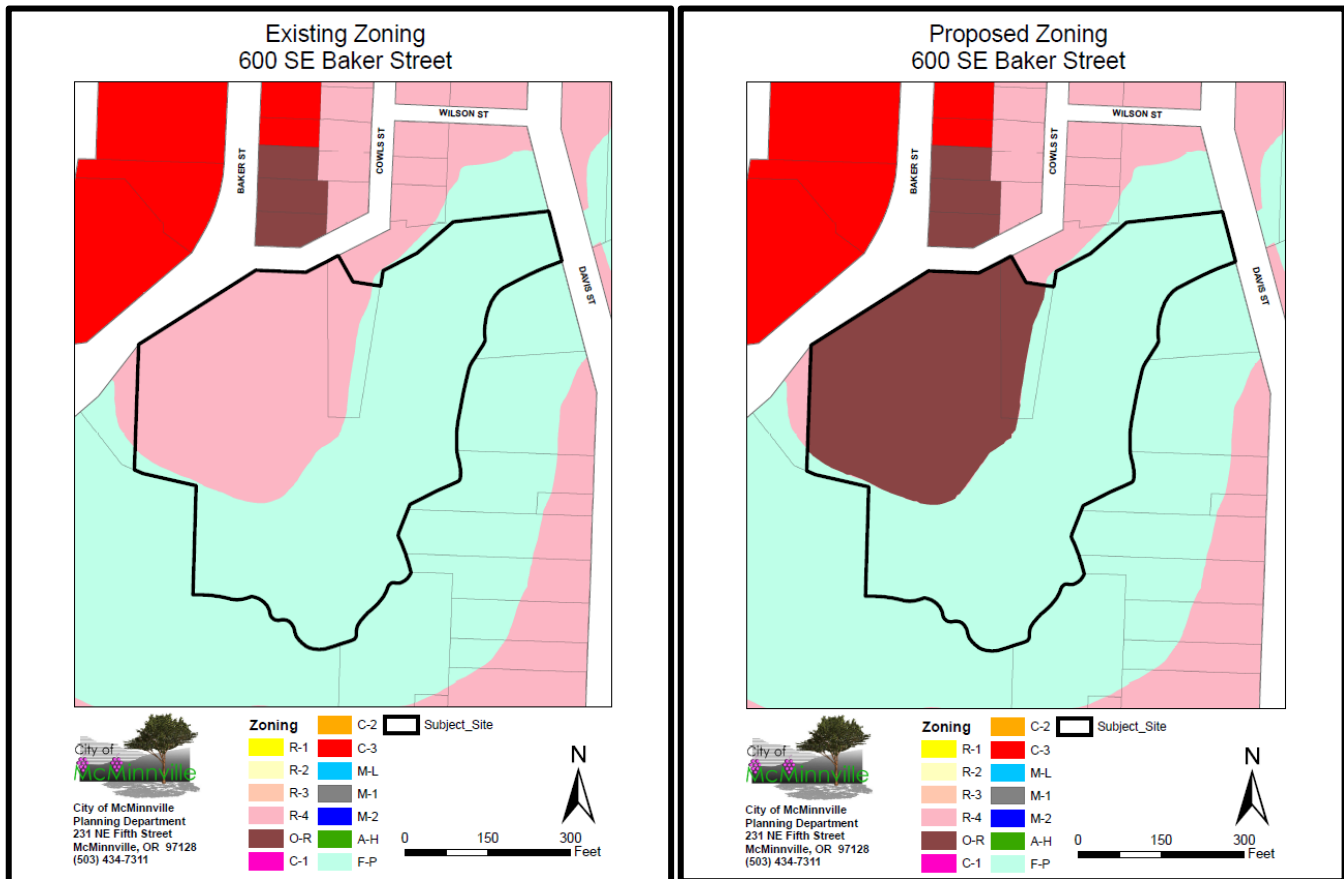 Existing Zoning
600 SE Baker Street
WILSON ST
BAKER ST
COWLS ST
DAVIS ST
City of
McMinnville
City of McMinnville
Planning Department
231 NE Fifth Street
McMinnville, OR 97128
(503) 434-7311
Zoning
R-1
R-2
R-3
R-4
O-R
C-1
C-2
C-3
M-L
M-1
M-2
A-H
F-P
Subject_Site
N
0 150 300
Feet
Proposed Zoning
600 SE Baker Street
WILSON ST
BAKER ST
COWLS ST
DAVIS ST
City of
McMinnville
City of McMinnville
Planning Department
231 NE Fifth Street
McMinnville, OR 97128
(503) 434-7311
Zoning
R-1
R-2
R-3
R-4
O-R
C-1
C-2
C-3
M-L
M-1
M-2
A-H
F-P
Subject_Site
N
0 150 300
Feet